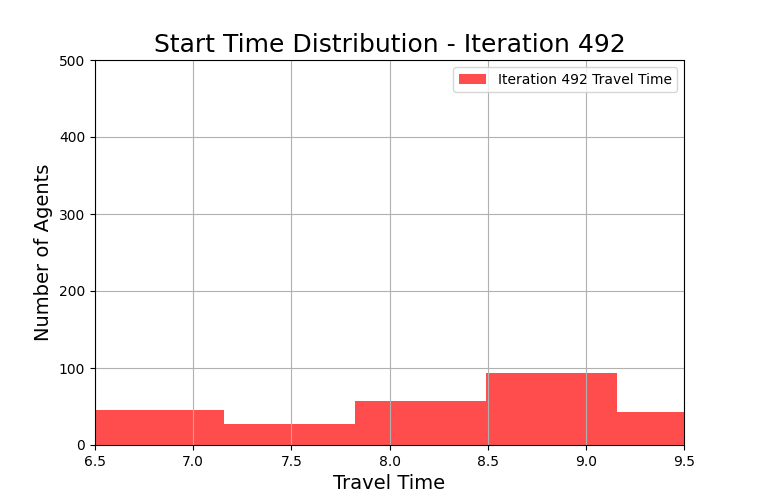 Start Time Distribution - Iteration 492
Iteration 492 Travel Time
Number of Agents
500
400
300
200
100
0
6.5 7.0 7.5 8.0 8.5 9.0 9.5
Travel Time